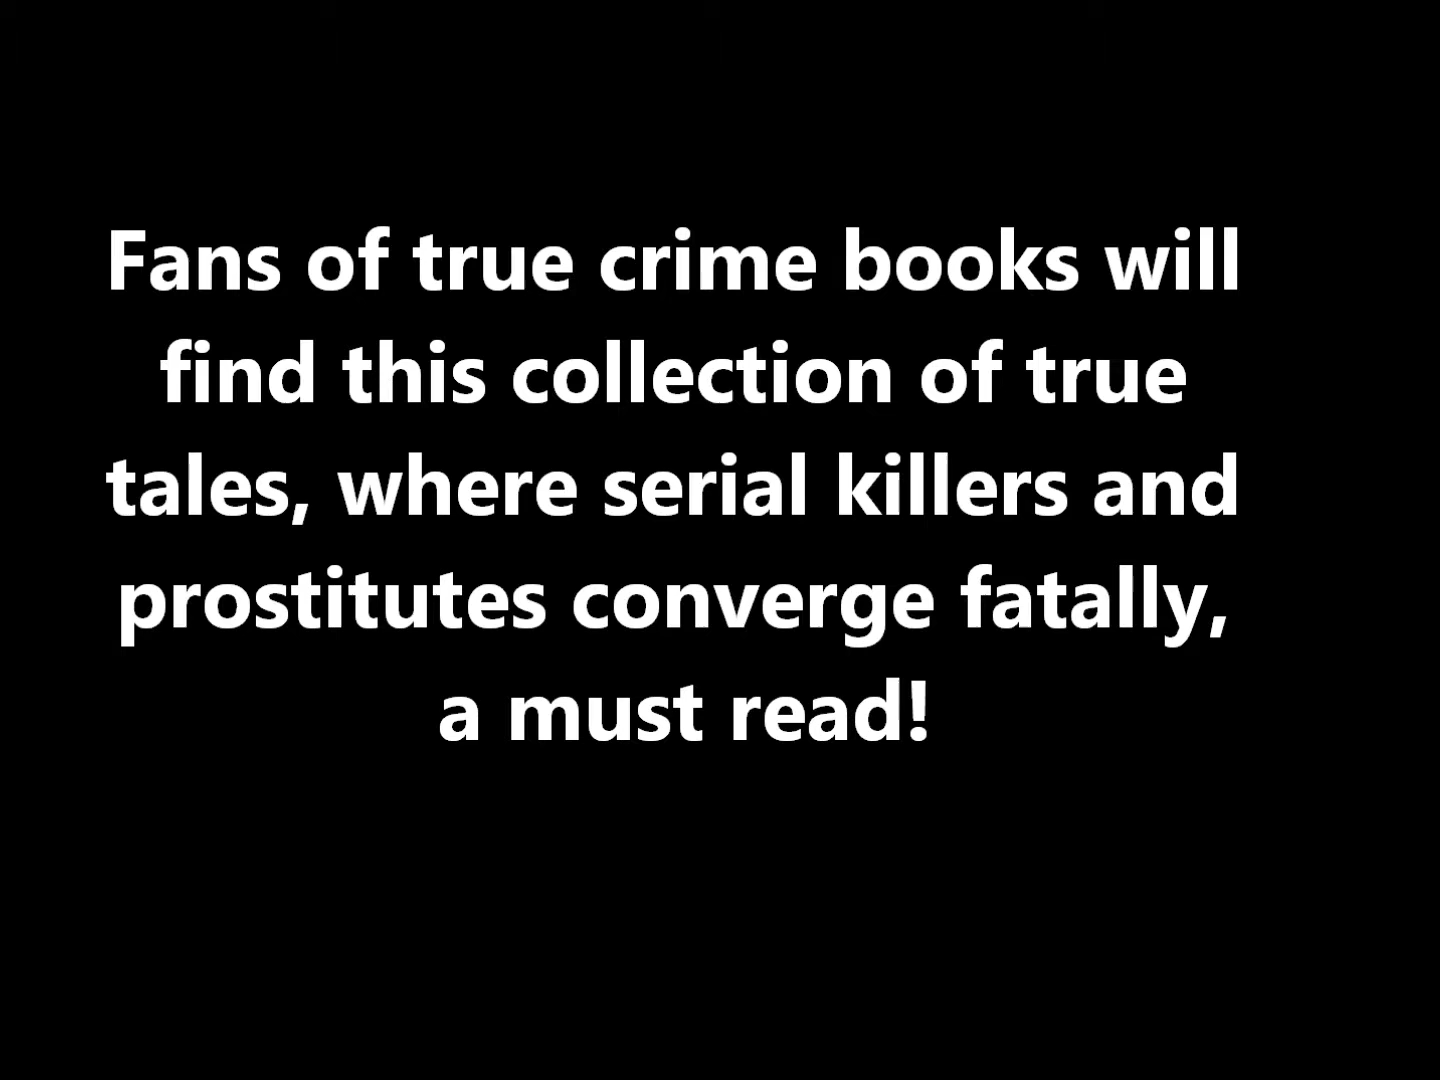 Fans of true crime books will
find this collection of true
tales, where serial killers and
prostitutes converge fatally,
a must read!